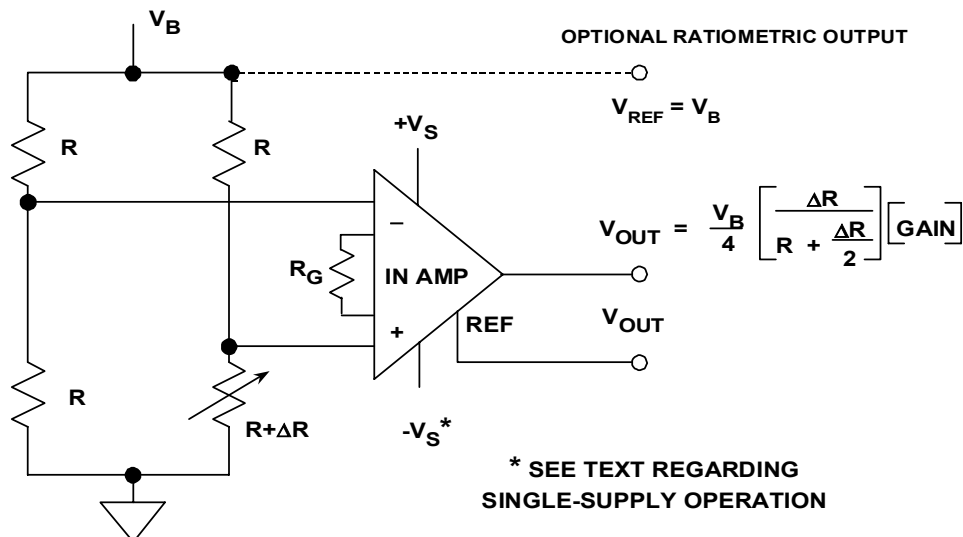 V_B
OPTIONAL RATIOMETRIC OUTPUT
V_REF = V_B
+V_S
R
R
−
V_OUT = V_B/4 [ΔR / (R + ΔR/2)] [GAIN]
R_G
IN AMP
V_OUT
REF
+
R
R+ΔR
-V_S*
* SEE TEXT REGARDING
SINGLE-SUPPLY OPERATION